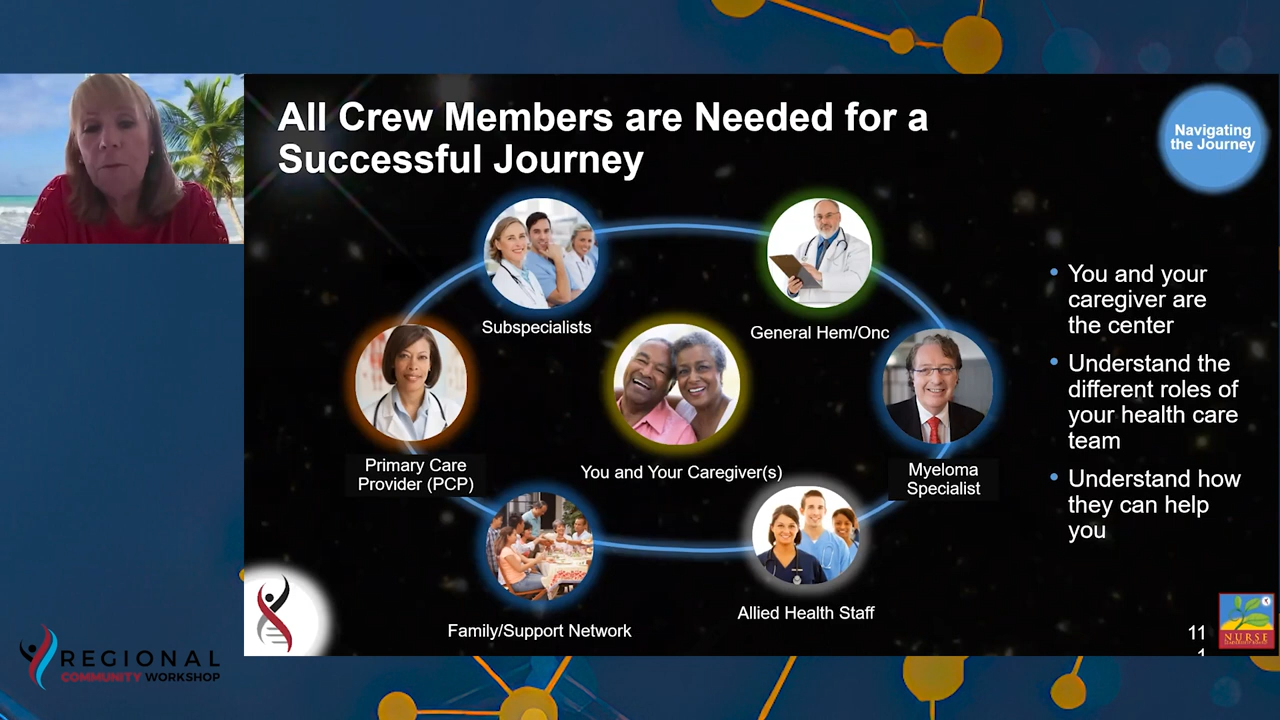 All Crew Members are Needed for a
Successful Journey
Navigating
the Journey
Subspecialists
General Hem/Onc
Primary Care
Provider (PCP)
You and Your Caregiver(s)
Myeloma
Specialist
Family/Support Network
Allied Health Staff
• You and your
caregiver are
the center
• Understand the
different roles of
your health care
team
• Understand how
they can help
you
11
NURSE
REGIONAL
COMMUNITY WORKSHOP